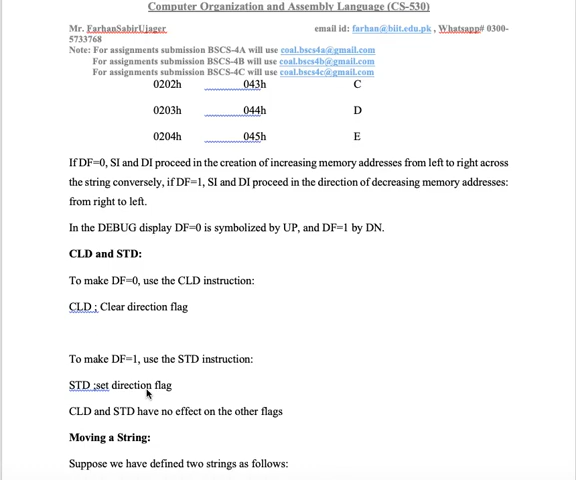 Computer Organization and Assembly Language (CS-530)
Mr. FarhanSabirUjager email id: farhan@biit.edu.pk , Whatsapp# 0300-
5733768
Note: For assignments submission BSCS-4A will use coal.bscs4a@gmail.com
For assignments submission BSCS-4B will use coal.bscs4b@gmail.com
For assignments submission BSCS-4C will use coal.bscs4c@gmail.com
0202h 043h C
0203h 044h D
0204h 045h E
If DF=0, SI and DI proceed in the creation of increasing memory addresses from left to right across
the string conversely, if DF=1, SI and DI proceed in the direction of decreasing memory addresses:
from right to left.
In the DEBUG display DF=0 is symbolized by UP, and DF=1 by DN.
CLD and STD:
To make DF=0, use the CLD instruction:
CLD ; Clear direction flag
To make DF=1, use the STD instruction:
STD ;set direction flag
CLD and STD have no effect on the other flags
Moving a String:
Suppose we have defined two strings as follows: